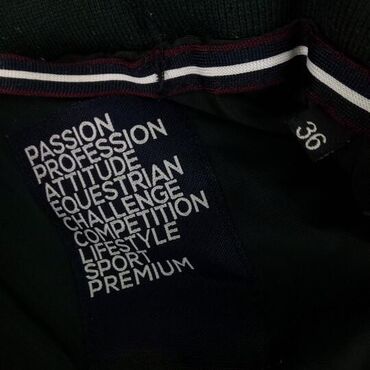 PASSION
PROFESSION
ATTITUDE
EQUESTRIAN
CHALLENGE
COMPETITION
LIFESTYLE
SPORT
PREMIUM
36